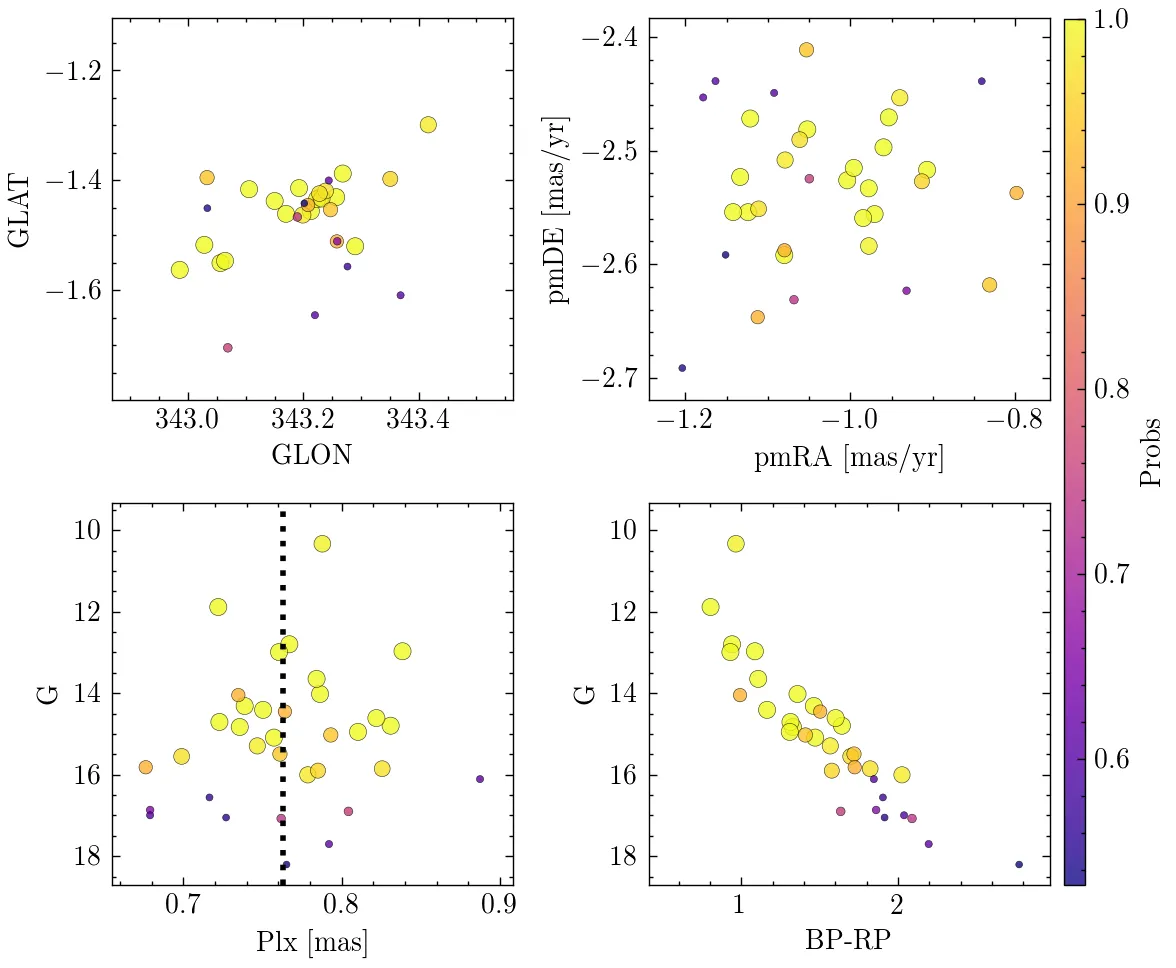 −1.2
−1.4
−1.6
GLAT
343.0 343.2 343.4
GLON
−2.4
−2.5
−2.6
−2.7
pmDE [mas/yr]
−1.2 −1.0 −0.8
pmRA [mas/yr]
1.0
0.9
0.8
0.7
0.6
Probs
10
12
14
16
18
G
0.7 0.8 0.9
Plx [mas]
10
12
14
16
18
G
1 2
BP-RP